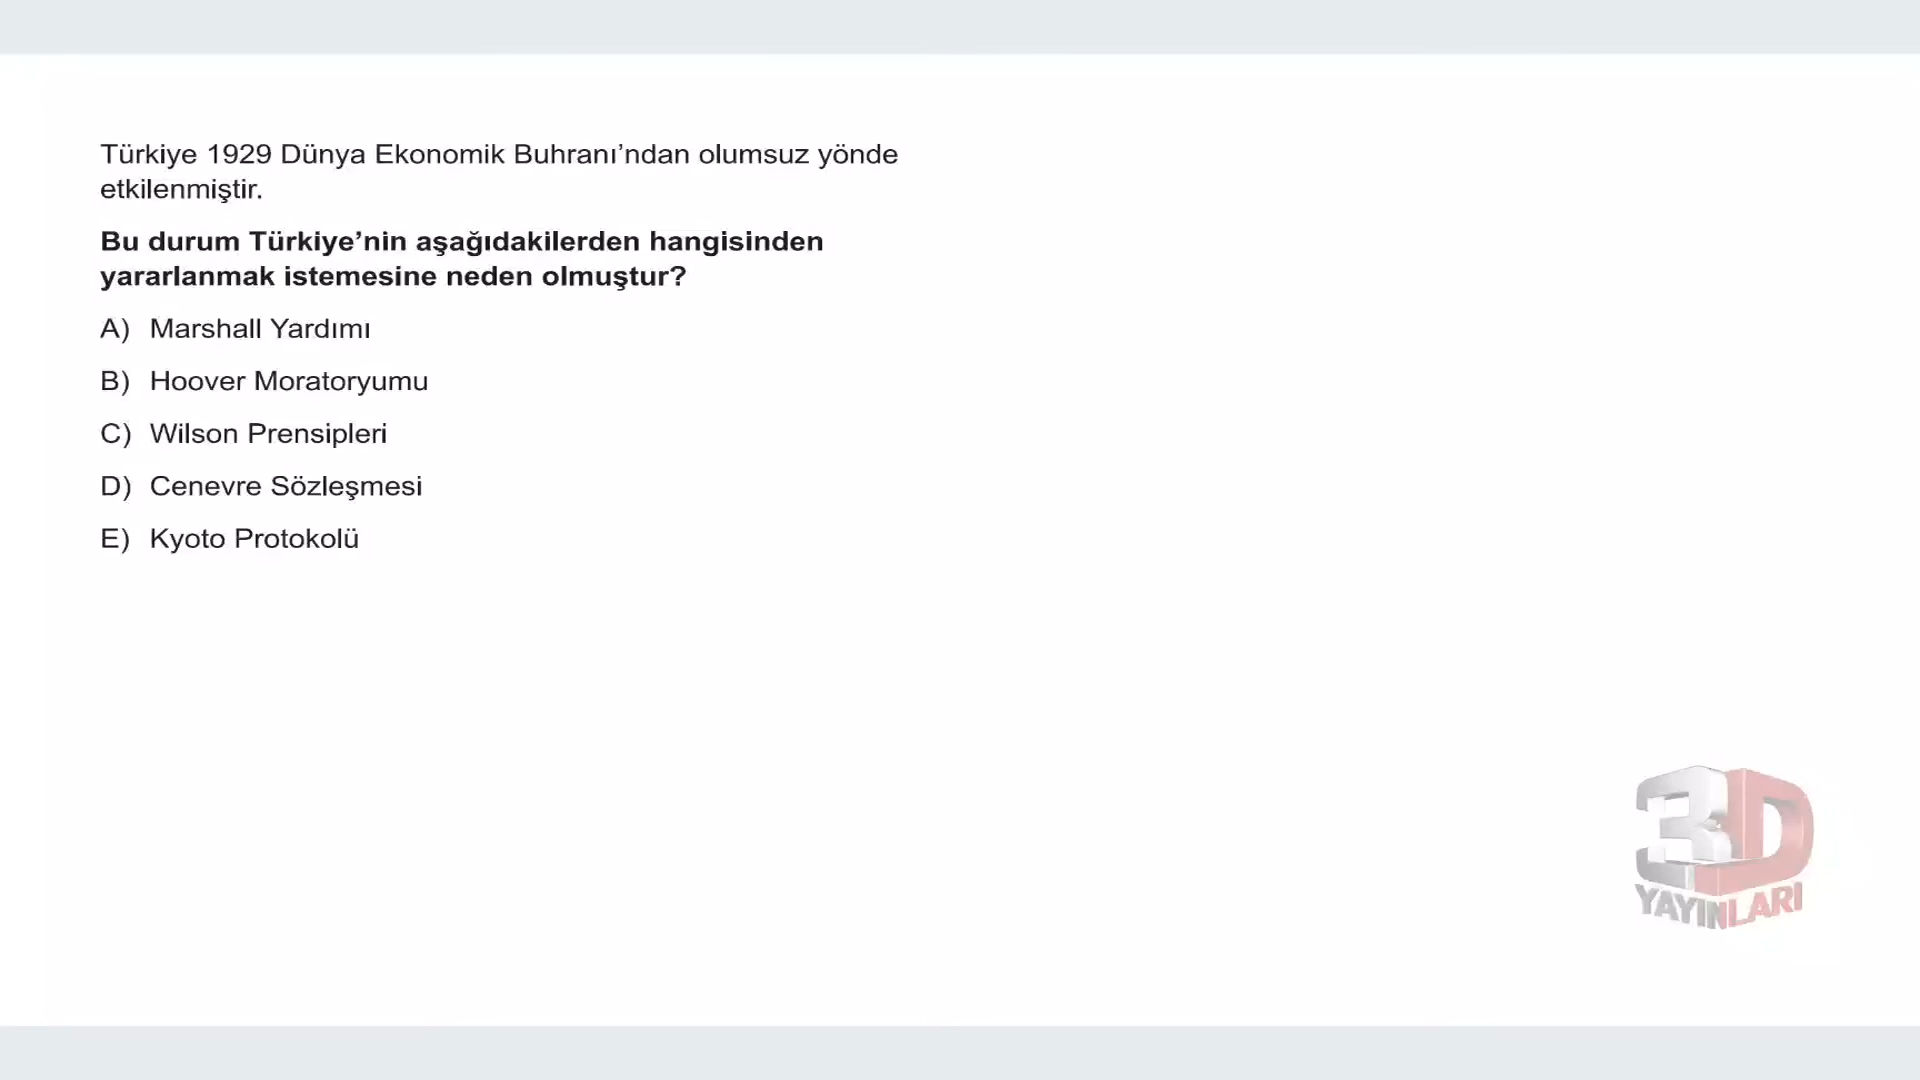 Türkiye 1929 Dünya Ekonomik Buhranı’ndan olumsuz yönde
etkilenmiştir.
Bu durum Türkiye’nin aşağıdakilerden hangisinden
yararlanmak istemesine neden olmuştur?
A) Marshall Yardımı
B) Hoover Moratoryumu
C) Wilson Prensipleri
D) Cenevre Sözleşmesi
E) Kyoto Protokolü
3D
YAYINLARI